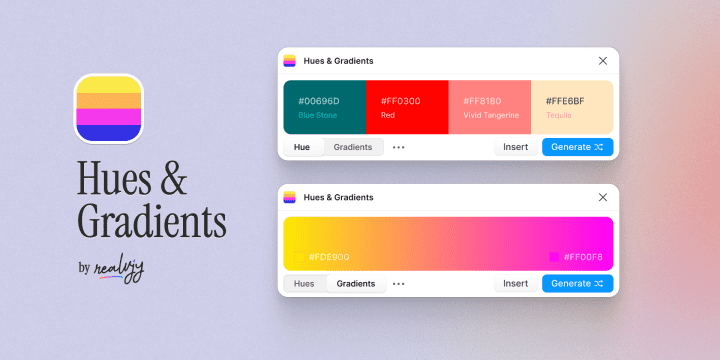 Hues &
Gradients
by realvjy
Hues & Gradients
#00696D
Blue Stone
#FF0300
Red
#FF8180
Vivid Tangerine
#FFE6BF
Tequila
Hue
Gradients
Insert
Generate
Hues & Gradients
#FDE900
#FF00F8
Hues
Gradients
Insert
Generate